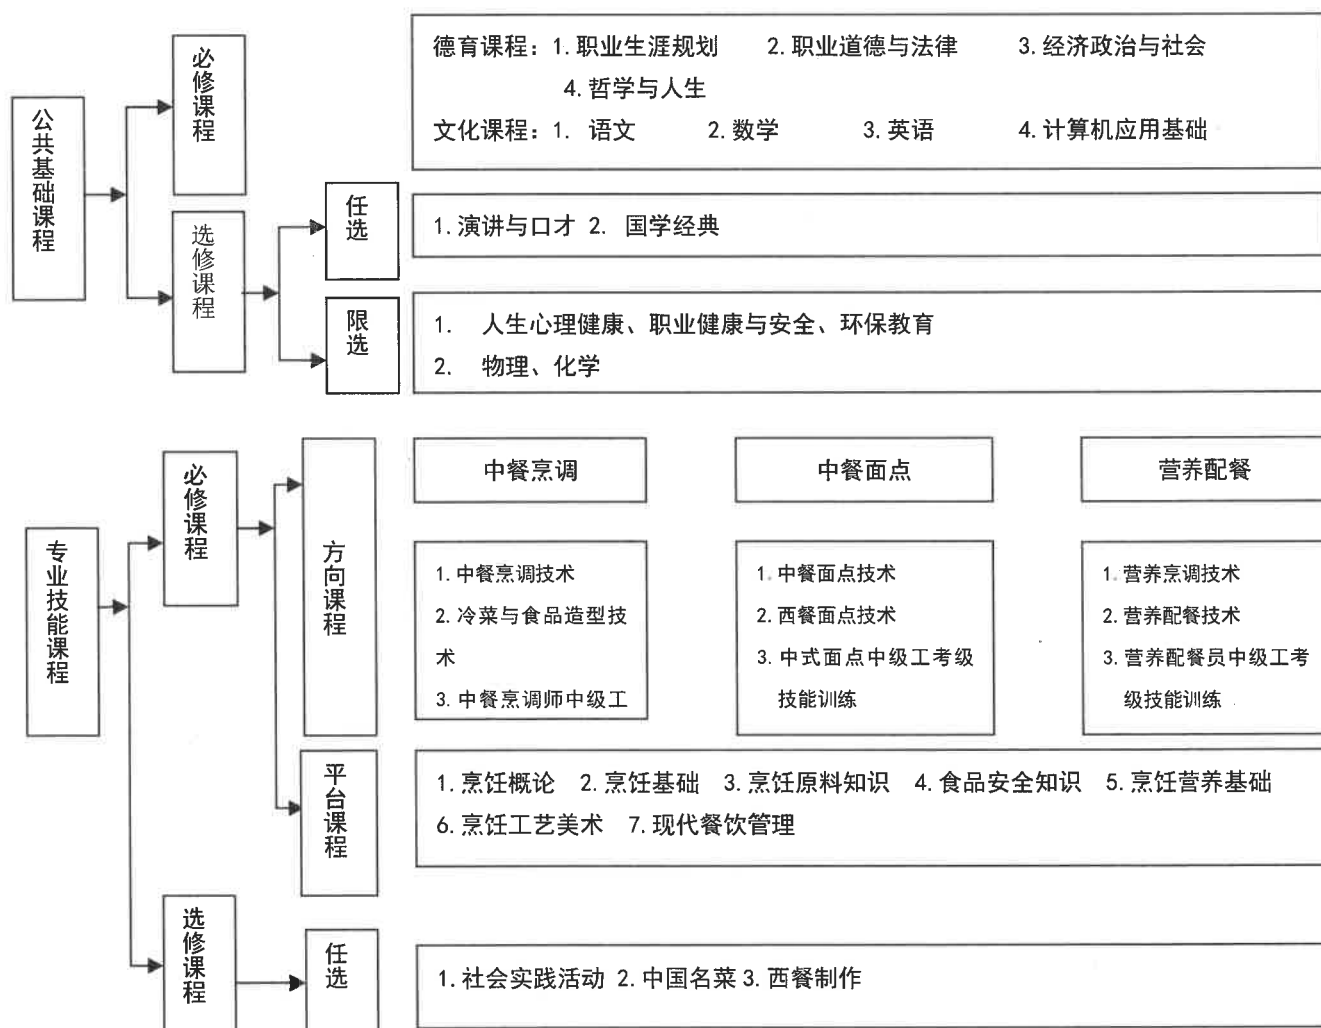 公共基础课程
必修课程
德育课程：1.职业生涯规划 2.职业道德与法律 3.经济政治与社会
4.哲学与人生
文化课程：1. 语文 2.数学 3.英语 4.计算机应用基础
选修课程
任选
1.演讲与口才 2. 国学经典
限选
1. 人生心理健康、职业健康与安全、环保教育
2. 物理、化学
专业技能课程
必修课程
方向课程
中餐烹调
中餐面点
营养配餐
1.中餐烹调技术
2.冷菜与食品造型技
术
3.中餐烹调师中级工
1.中餐面点技术
2.西餐面点技术
3.中式面点中级工考级
技能训练
1.营养烹调技术
2.营养配餐技术
3.营养配餐员中级工考
级技能训练
平台课程
1.烹饪概论 2.烹饪基础 3.烹饪原料知识 4.食品安全知识 5.烹饪营养基础
6.烹饪工艺美术 7.现代餐饮管理
选修课程
任选
1.社会实践活动 2.中国名菜 3.西餐制作